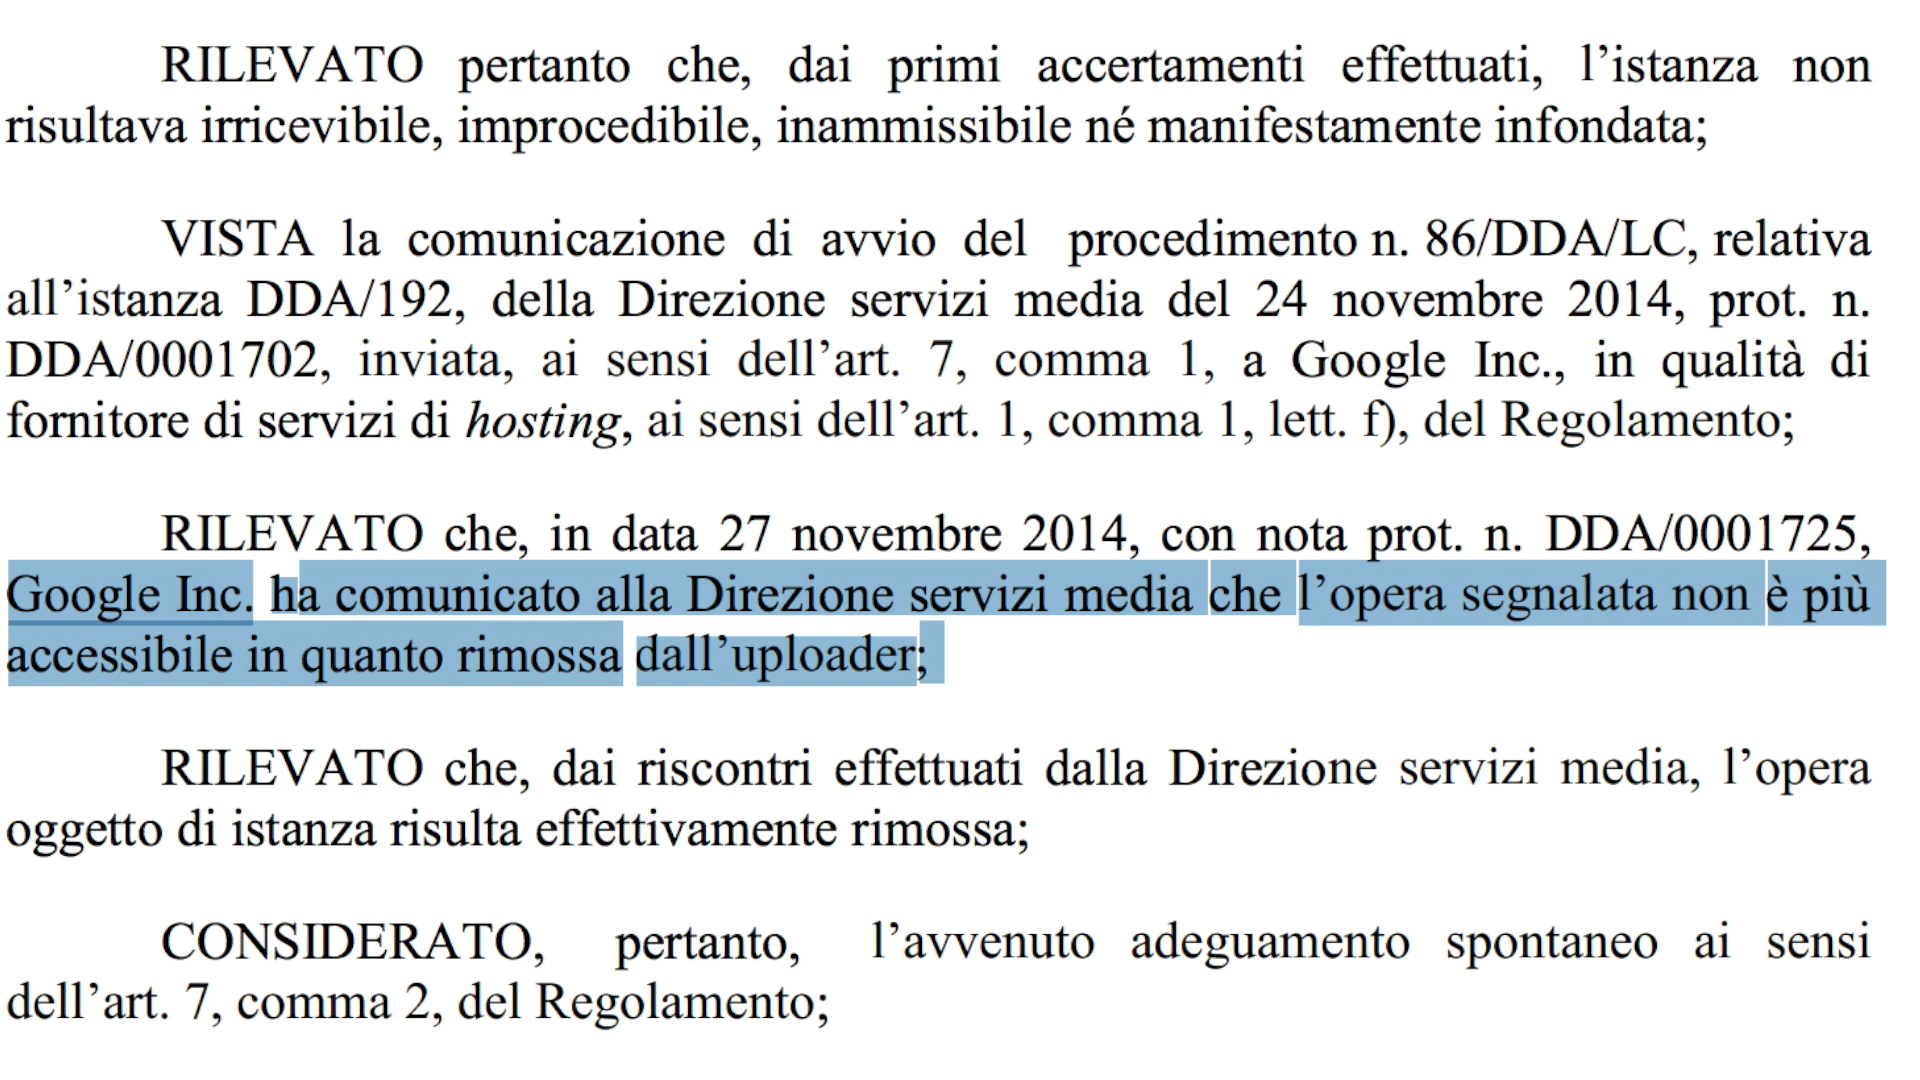 RILEVATO pertanto che, dai primi accertamenti effettuati, l’istanza non
risultava irricevibile, improcedibile, inammissibile né manifestamente infondata;
VISTA la comunicazione di avvio del procedimento n. 86/DDA/LC, relativa
all’istanza DDA/192, della Direzione servizi media del 24 novembre 2014, prot. n.
DDA/0001702, inviata, ai sensi dell’art. 7, comma 1, a Google Inc., in qualità di
fornitore di servizi di hosting, ai sensi dell’art. 1, comma 1, lett. f), del Regolamento;
RILEVATO che, in data 27 novembre 2014, con nota prot. n. DDA/0001725,
Google Inc. ha comunicato alla Direzione servizi media che l’opera segnalata non è più
accessibile in quanto rimossa dall’uploader;
RILEVATO che, dai riscontri effettuati dalla Direzione servizi media, l’opera
oggetto di istanza risulta effettivamente rimossa;
CONSIDERATO, pertanto, l’avvenuto adeguamento spontaneo ai sensi
dell’art. 7, comma 2, del Regolamento;